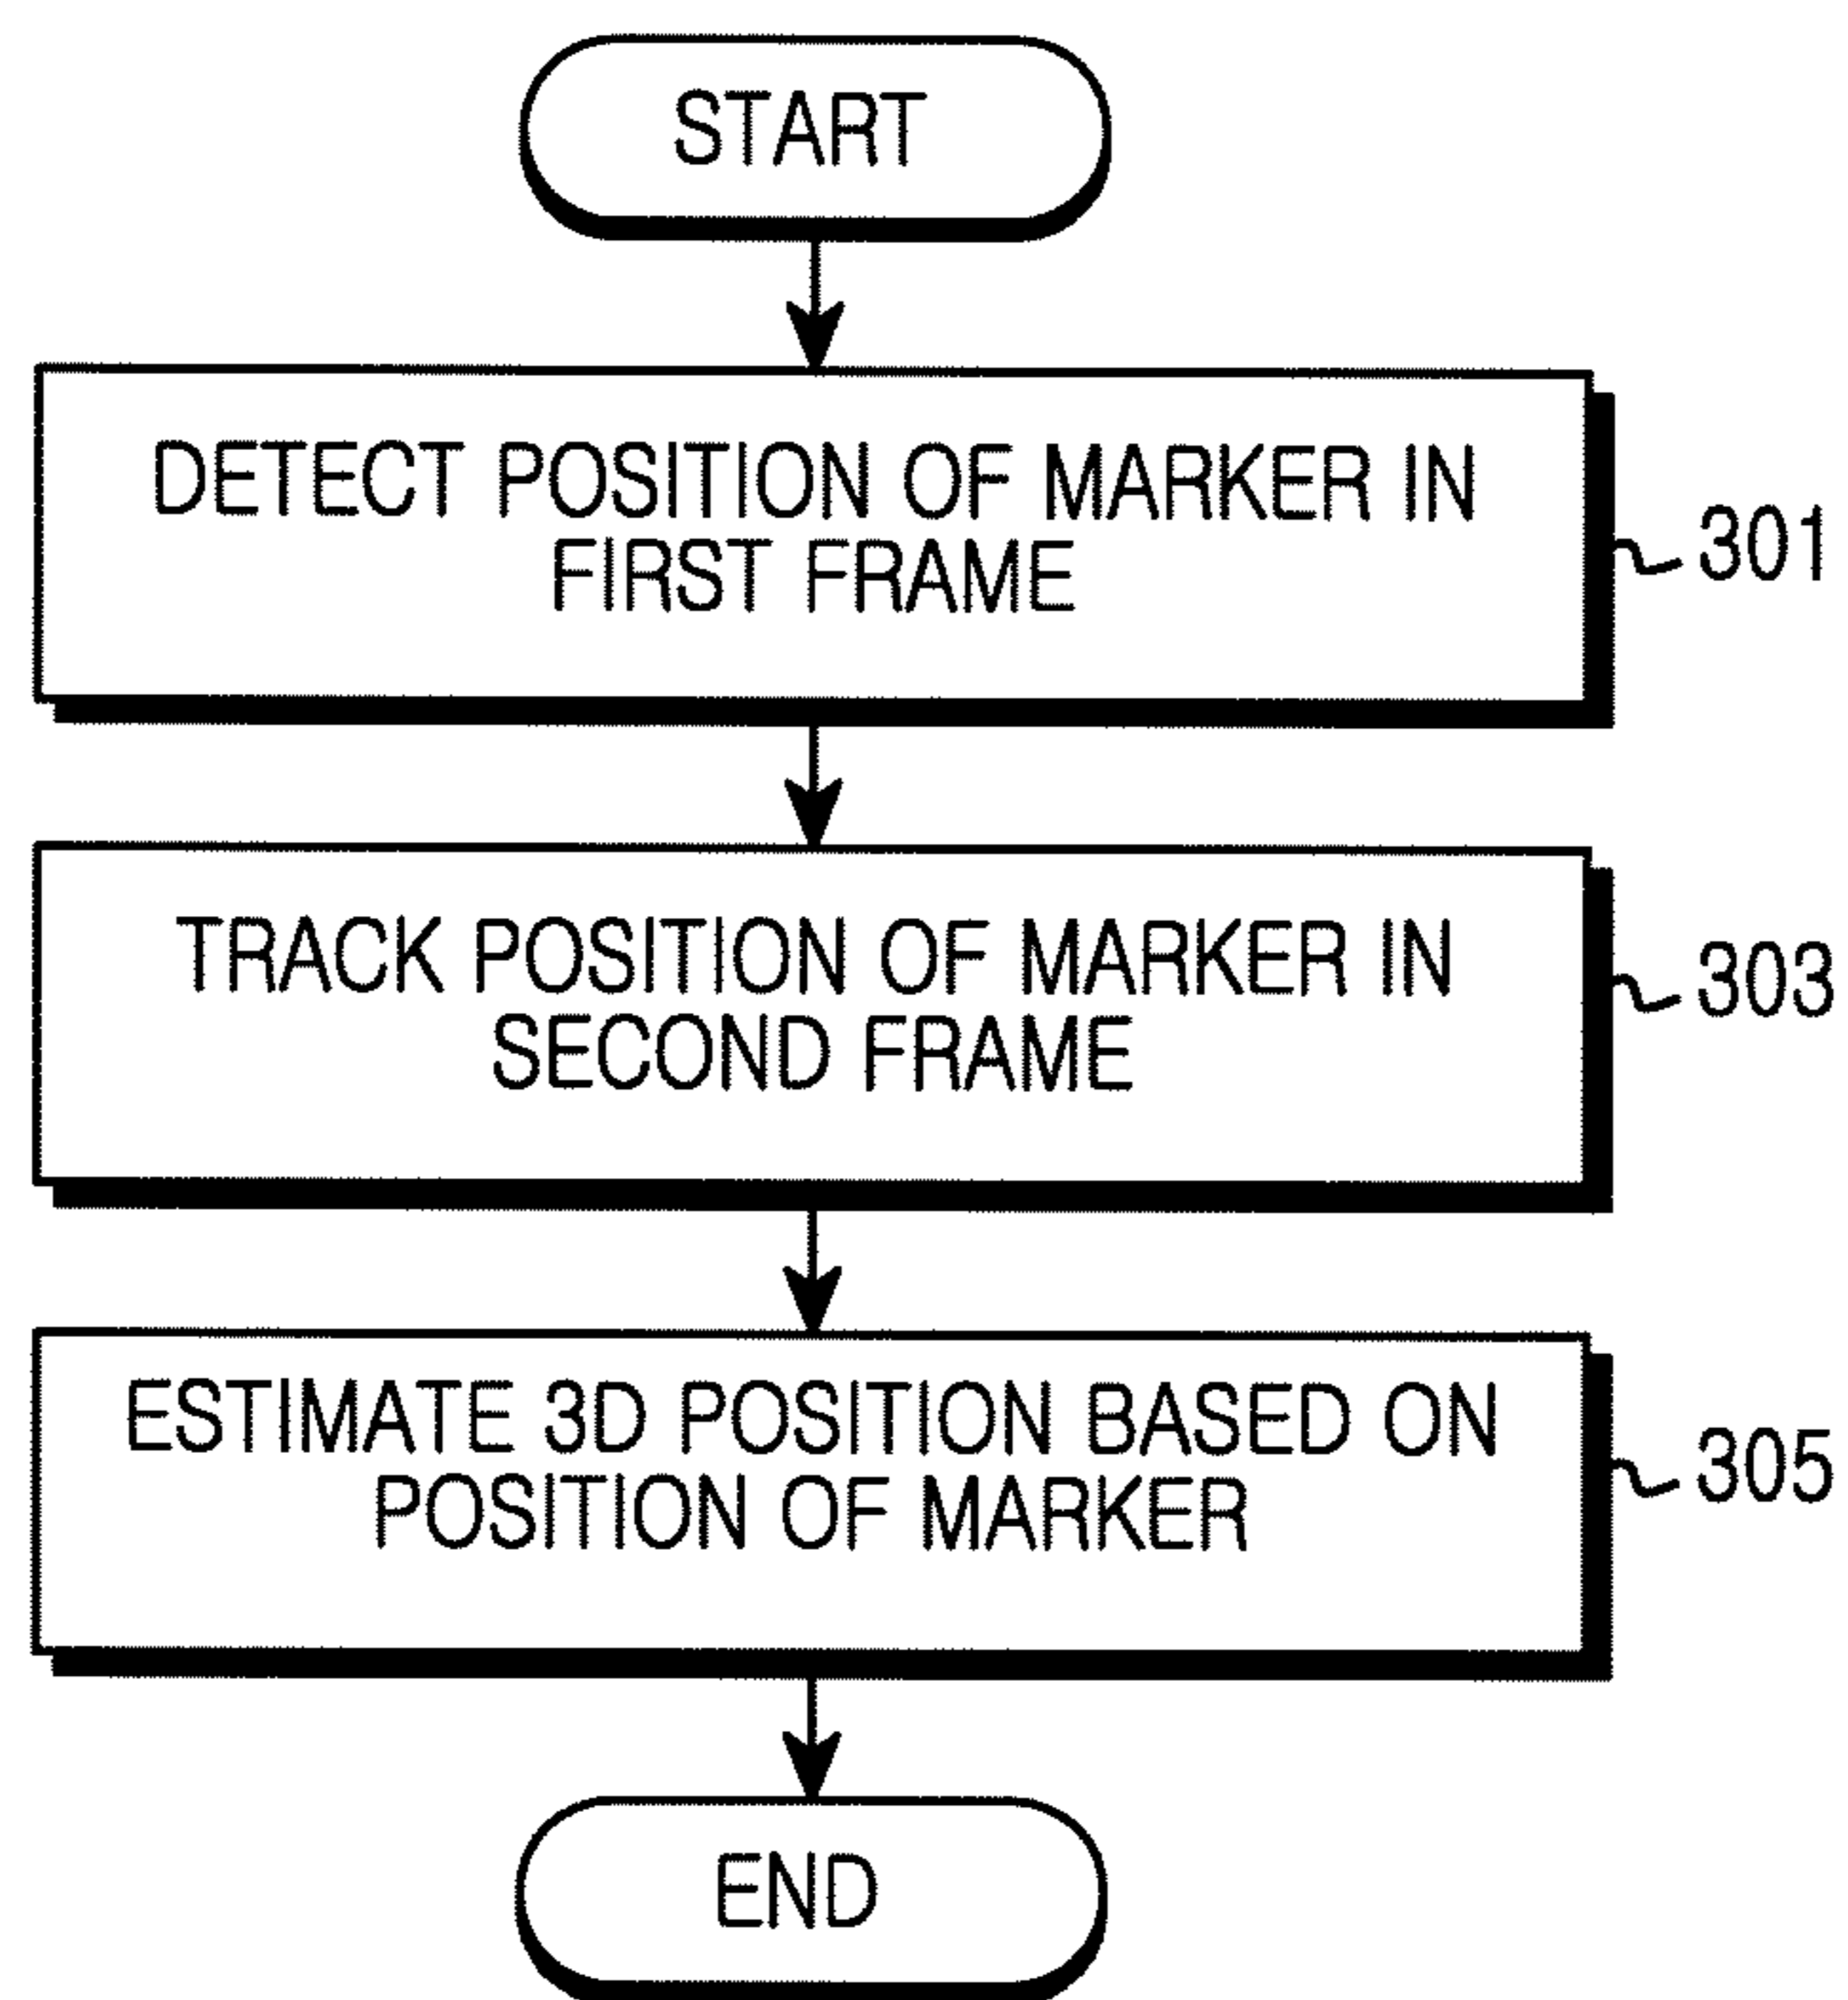 START
DETECT POSITION OF MARKER IN
FIRST FRAME
301
TRACK POSITION OF MARKER IN
SECOND FRAME
303
ESTIMATE 3D POSITION BASED ON
POSITION OF MARKER
305
END